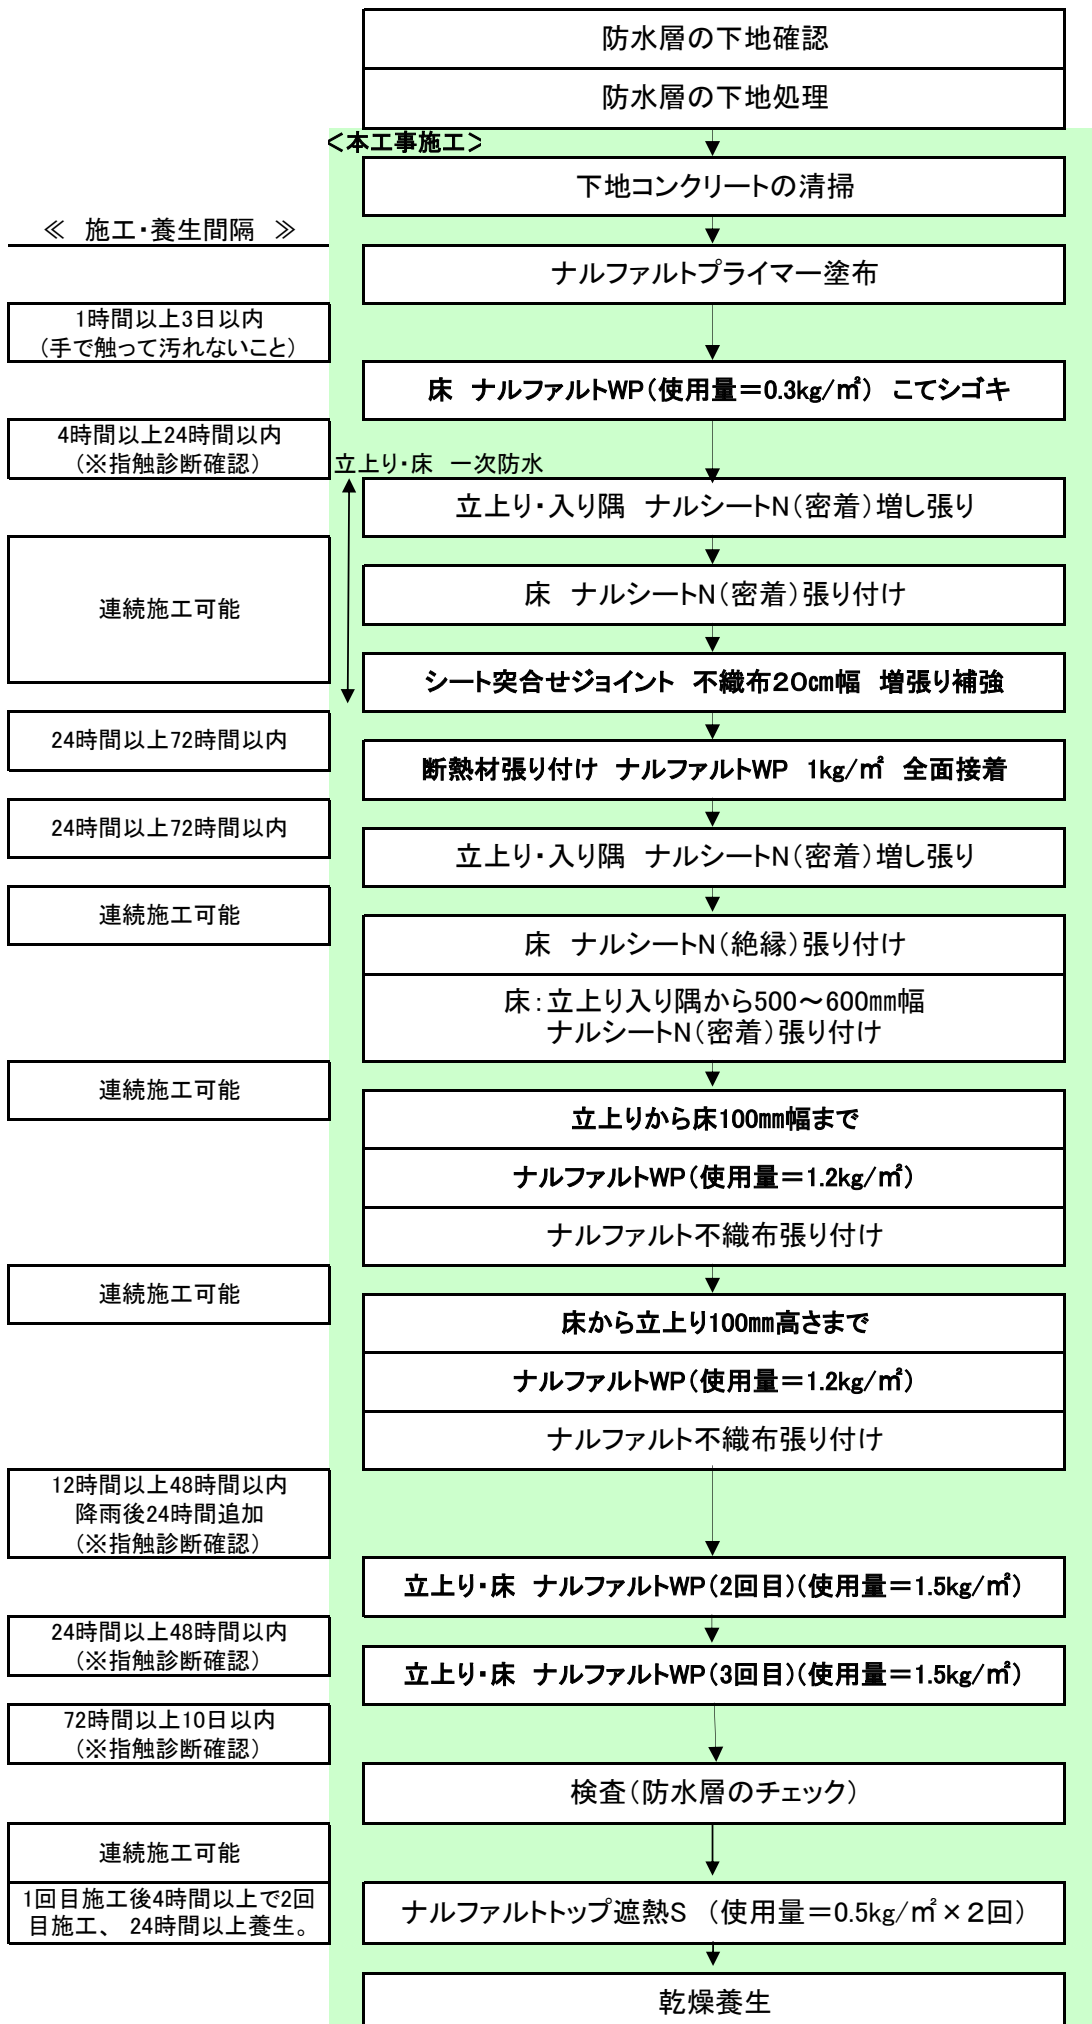 防水層の下地確認
防水層の下地処理
＜本工事施工＞
下地コンクリートの清掃
≪　施工・養生間隔　≫
ナルファルトプライマー塗布
1時間以上3日以内
(手で触って汚れないこと)
床　ナルファルトWP(使用量＝0.3kg/㎡)　こてシゴキ
4時間以上24時間以内
(※指触診断確認)
立上り・床　一次防水
立上り・入り隅　ナルシートN(密着)増し張り
連続施工可能
床　ナルシートN(密着)張り付け
シート突合せジョイント　不織布20㎝幅　増張り補強
24時間以上72時間以内
断熱材張り付け　ナルファルトWP　1kg/㎡　全面接着
24時間以上72時間以内
立上り・入り隅　ナルシートN(密着)増し張り
連続施工可能
床　ナルシートN(絶縁)張り付け
床：立上り入り隅から500～600㎜幅
ナルシートN(密着)張り付け
連続施工可能
立上りから床100㎜幅まで
ナルファルトWP(使用量＝1.2kg/㎡)
ナルファルト不織布張り付け
連続施工可能
床から立上り100㎜高さまで
ナルファルトWP(使用量＝1.2kg/㎡)
ナルファルト不織布張り付け
12時間以上48時間以内
降雨後24時間追加
(※指触診断確認)
立上り・床　ナルファルトWP(2回目)(使用量＝1.5kg/㎡)
24時間以上48時間以内
(※指触診断確認)
立上り・床　ナルファルトWP(3回目)(使用量＝1.5kg/㎡)
72時間以上10日以内
(※指触診断確認)
検査(防水層のチェック)
連続施工可能
1回目施工後4時間以上で2回
目施工、 24時間以上養生。
ナルファルトトップ遮熱S　(使用量＝0.5kg/㎡×2回)
乾燥養生